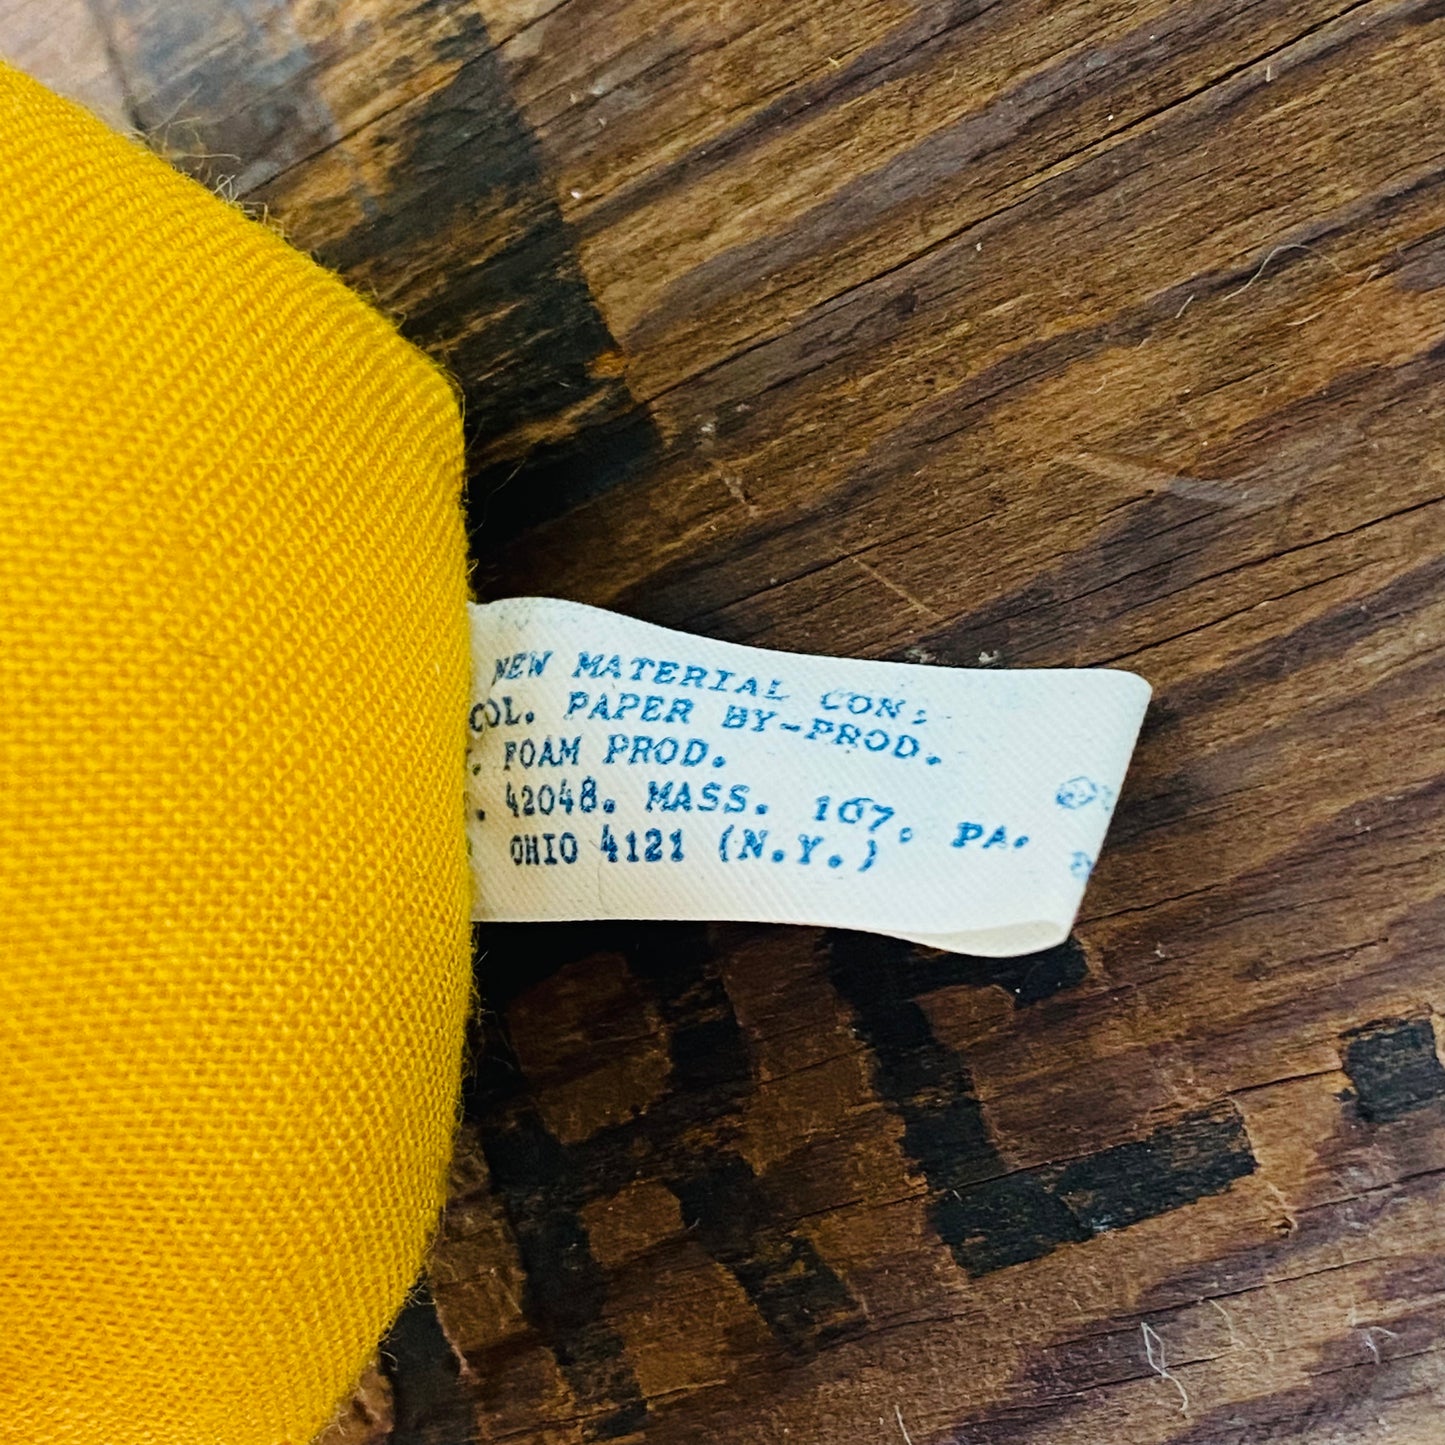 NEW MATERIAL CON:
COL. PAPER BY-PROD.
. FOAM PROD.
. 42048. MASS. 167. PA.
OHIO 4121 (N.Y.)